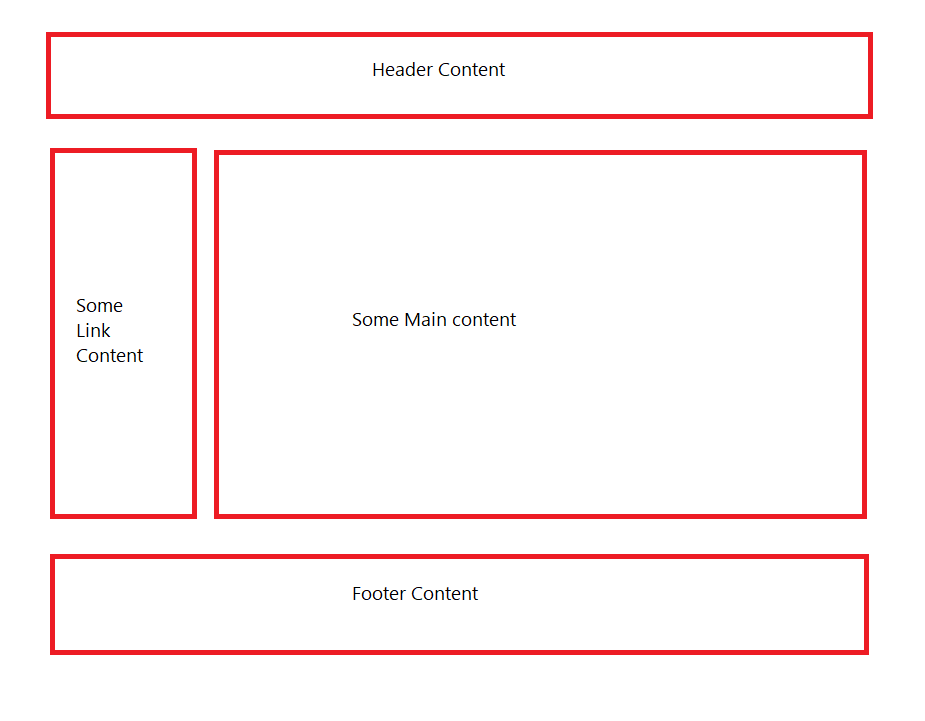 Header Content
Some
Link
Content
Some Main content
Footer Content